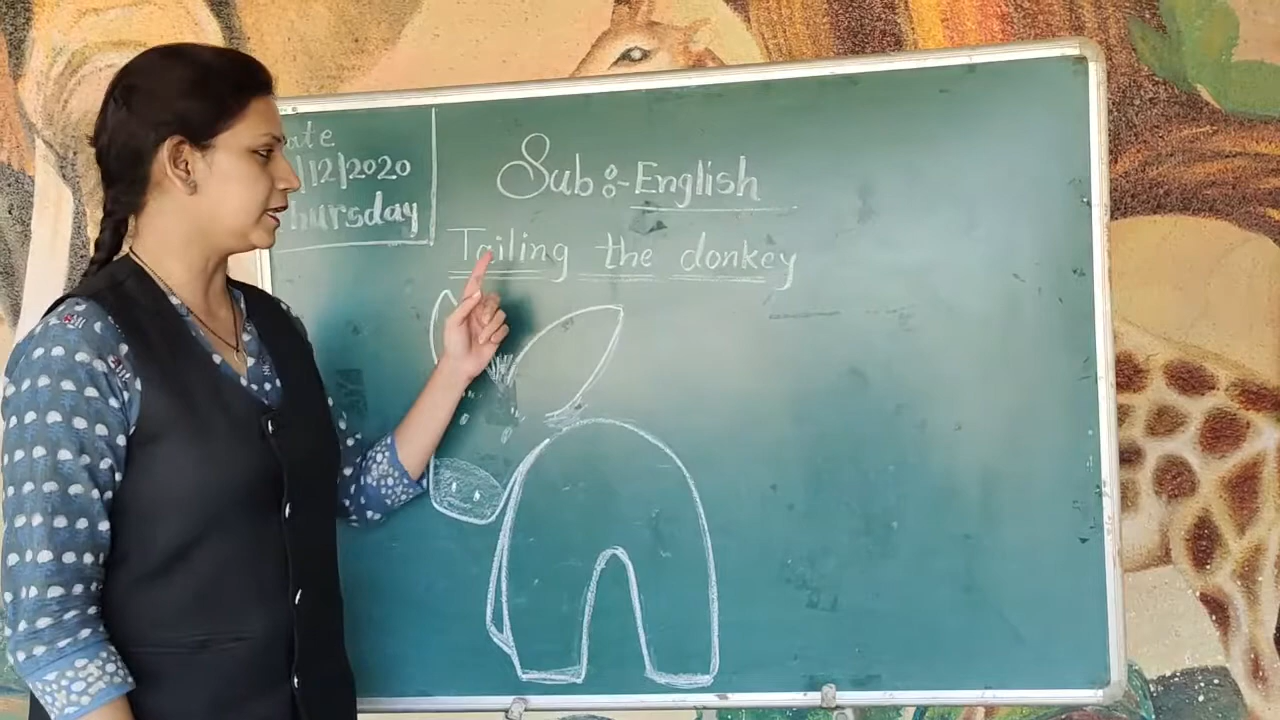 ate
/12/2020
hursday
Sub:- English
Tailing the donkey